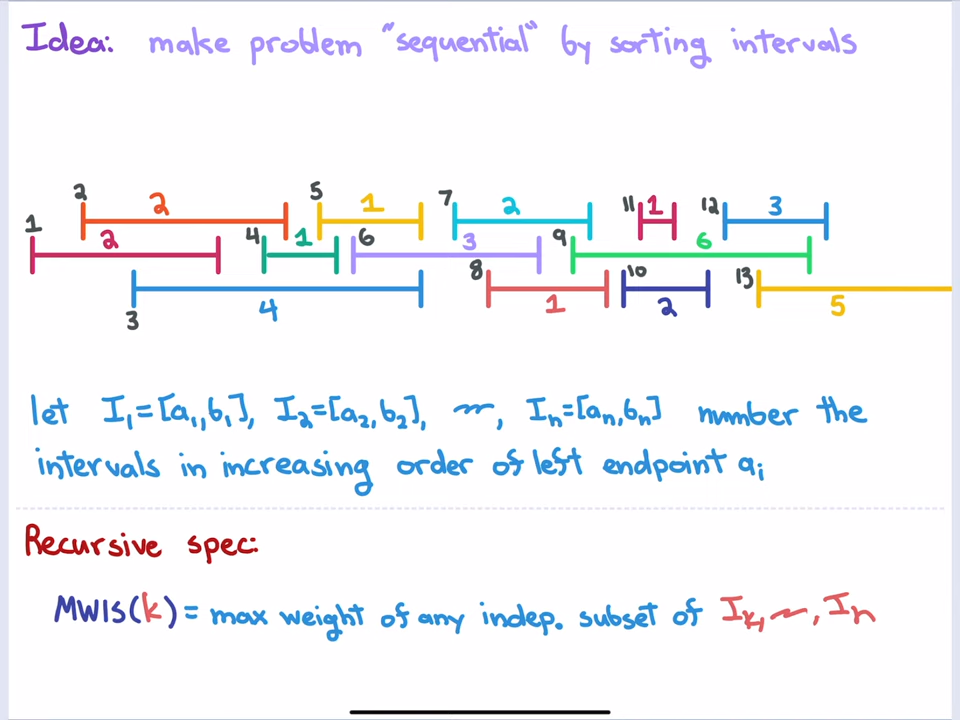 Idea: make problem "sequential" by sorting intervals
2 2 5 1 7 2 11 1 12 3
1 2 4 1 6 3 9 6
3 4 8 1 10 2 13 5
let I₁=[a₁,b₁], I₂=[a₂,b₂], ⋯, Iₙ=[aₙ,bₙ] number the
intervals in increasing order of left endpoint aᵢ
Recursive spec:
MWIS(k) = max weight of any indep. subset of Iₖ, ⋯, Iₙ